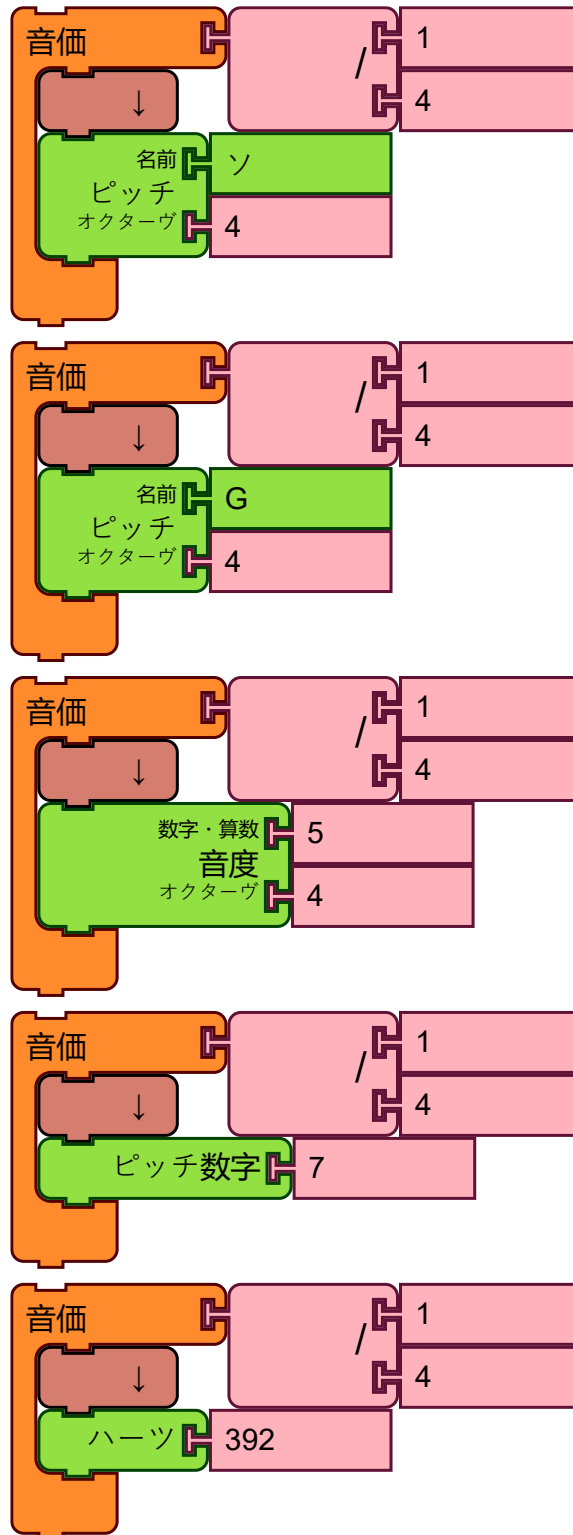 音価 / 1
4
↓
名前 ソ
ピッチ
オクターヴ 4
音価 / 1
4
↓
名前 G
ピッチ
オクターヴ 4
音価 / 1
4
↓
数字・算数 5
音度
オクターヴ 4
音価 / 1
4
↓
ピッチ数字 7
音価 / 1
4
↓
ハーツ 392